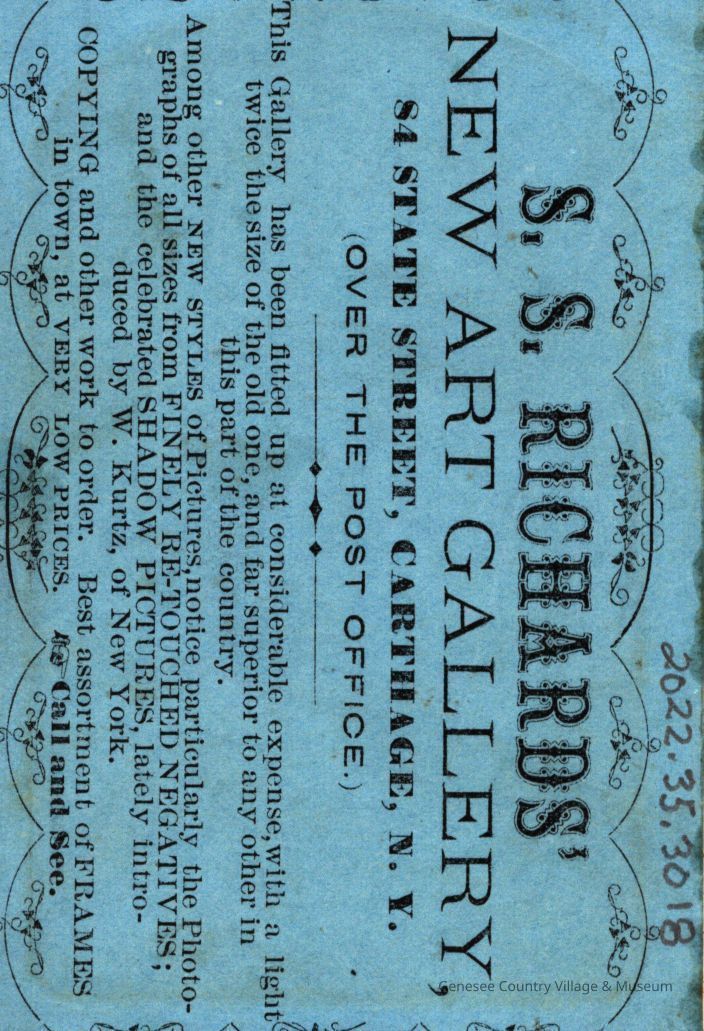 S. S. RICHARDS'
NEW ART GALLERY,
84 STATE STREET, CARTHAGE, N. Y.
(OVER THE POST OFFICE.)
This Gallery has been fitted up at considerable expense, with a light
twice the size of the old one, and far superior to any other in
this part of the country.
Among other NEW STYLES of Pictures, notice particularly the Photo-
graphs of all sizes from FINELY RE-TOUCHED NEGATIVES;
and the celebrated SHADOW PICTURES, lately intro-
duced by W. Kurtz, of New York.
COPYING and other work to order. Best assortment of FRAMES
in town, at VERY LOW PRICES. ☞ Call and See.
2022.35.3018
Genesee Country Village & Museum